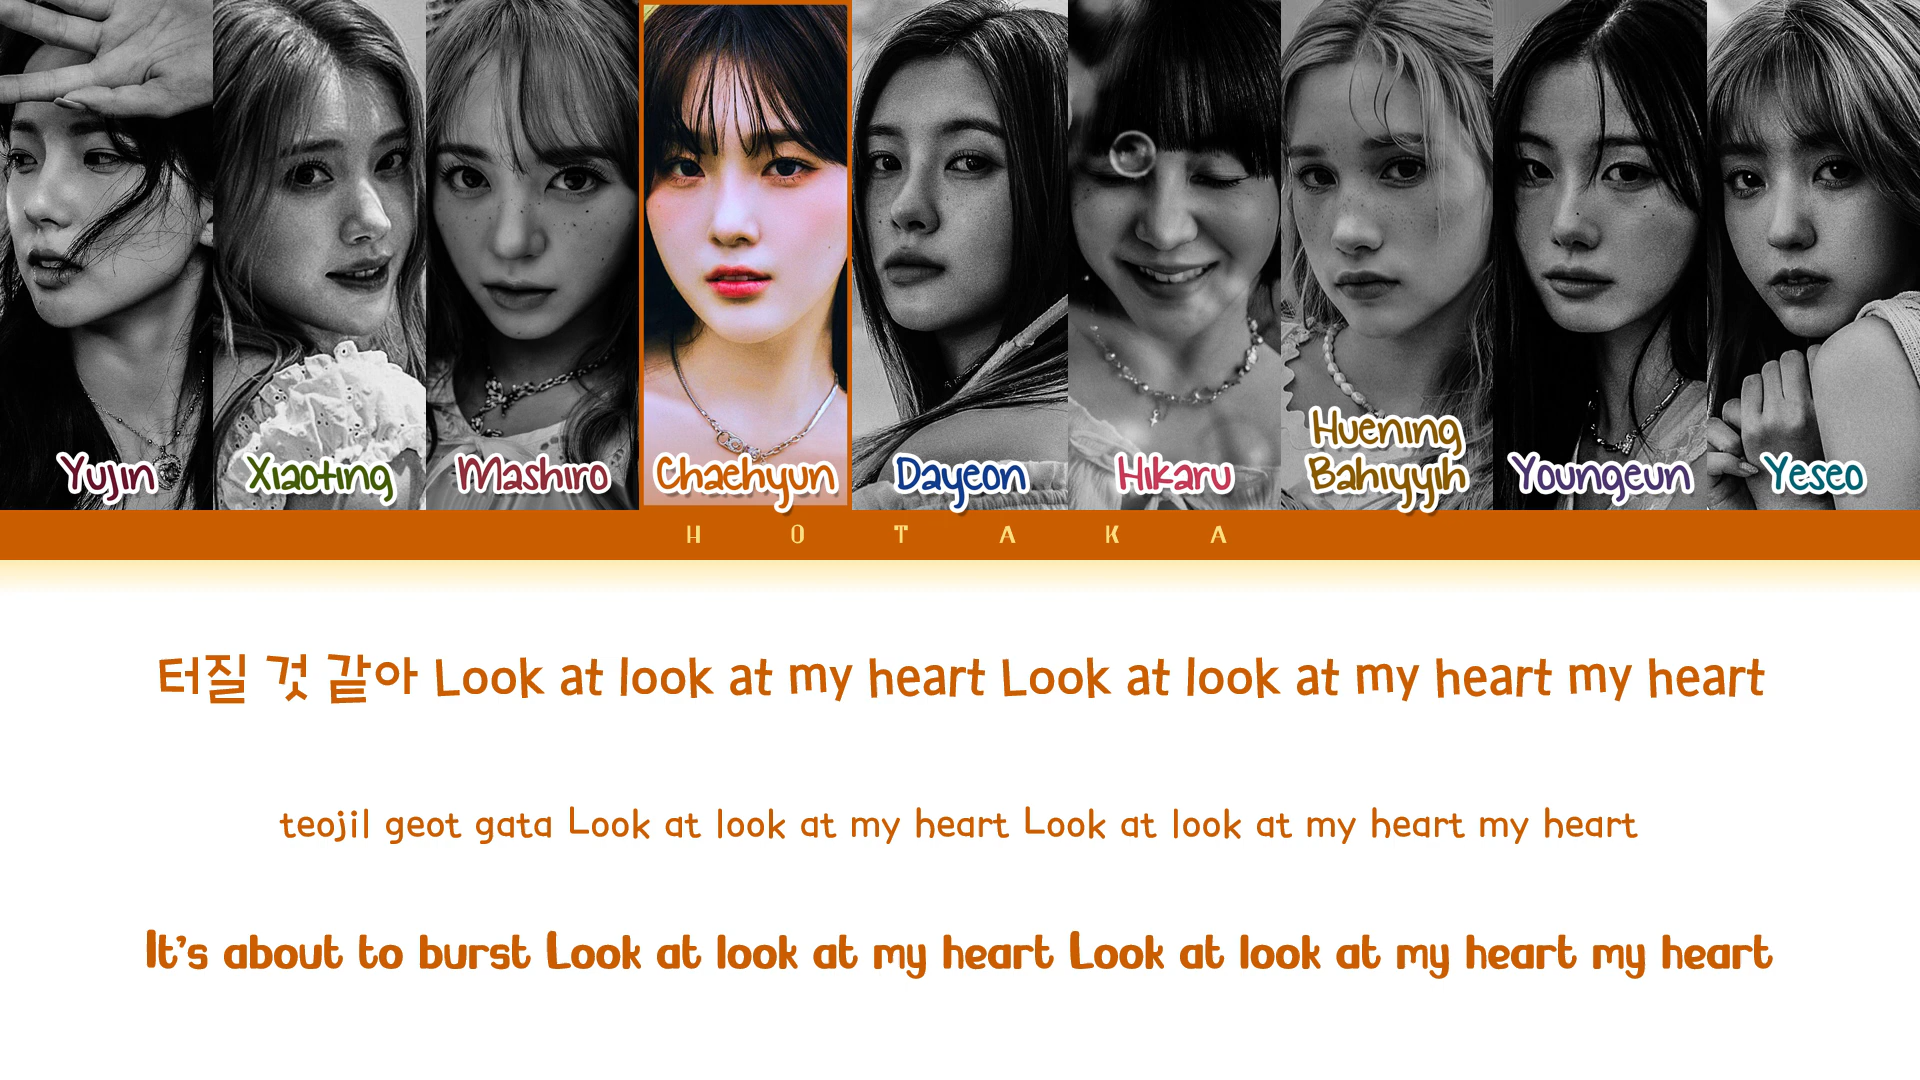 Yujin
Xiaoting
Mashiro
Chaehyun
Dayeon
Hikaru
Huening
Bahiyyih
Youngeun
Yeseo
HOTAKA
터질 것 같아 Look at look at my heart Look at look at my heart my heart
teojil geot gata Look at look at my heart Look at look at my heart my heart
It's about to burst Look at look at my heart Look at look at my heart my heart